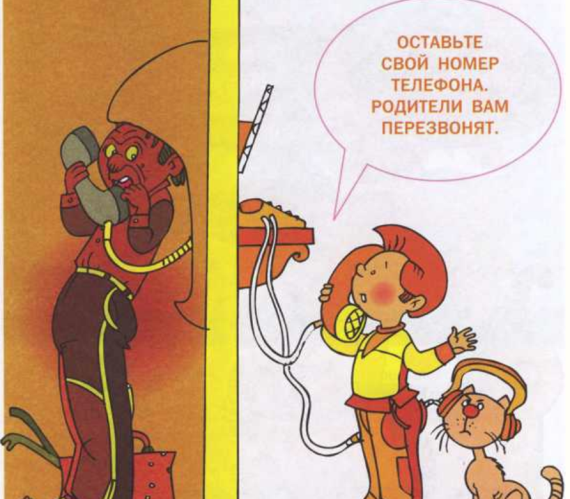 ОСТАВЬТЕ
СВОЙ НОМЕР
ТЕЛЕФОНА.
РОДИТЕЛИ ВАМ
ПЕРЕЗВОНЯТ.